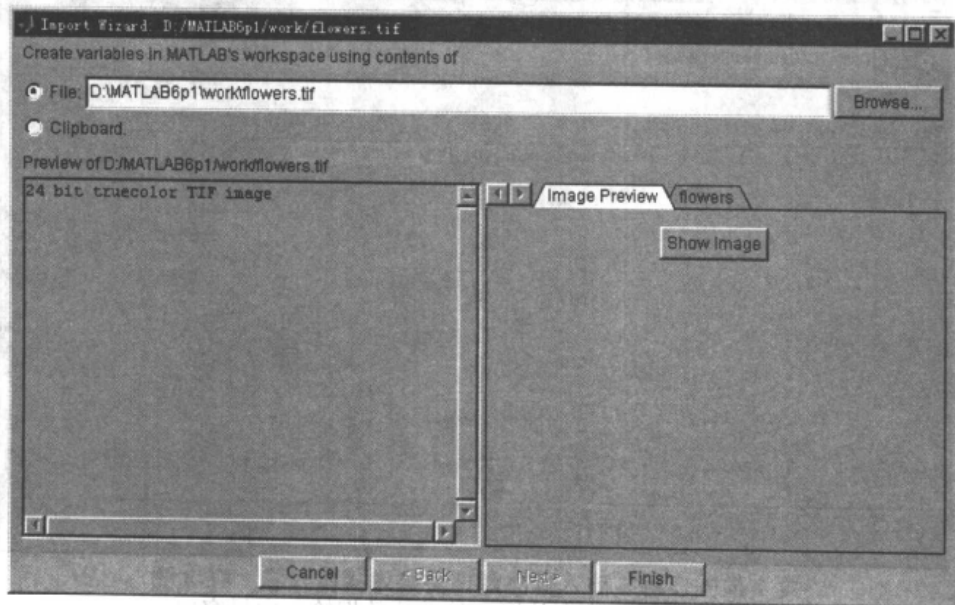 Import Wizard: D:/MATLAB6p1/work/flowers.tif
Create variables in MATLAB's workspace using contents of
File: D:\MATLAB6p1\work\flowers.tif Browse...
Clipboard.
Preview of D:/MATLAB6p1/work/flowers.tif
24 bit truecolor TIF image
Image Preview flowers
Show Image
Cancel < Back Next > Finish